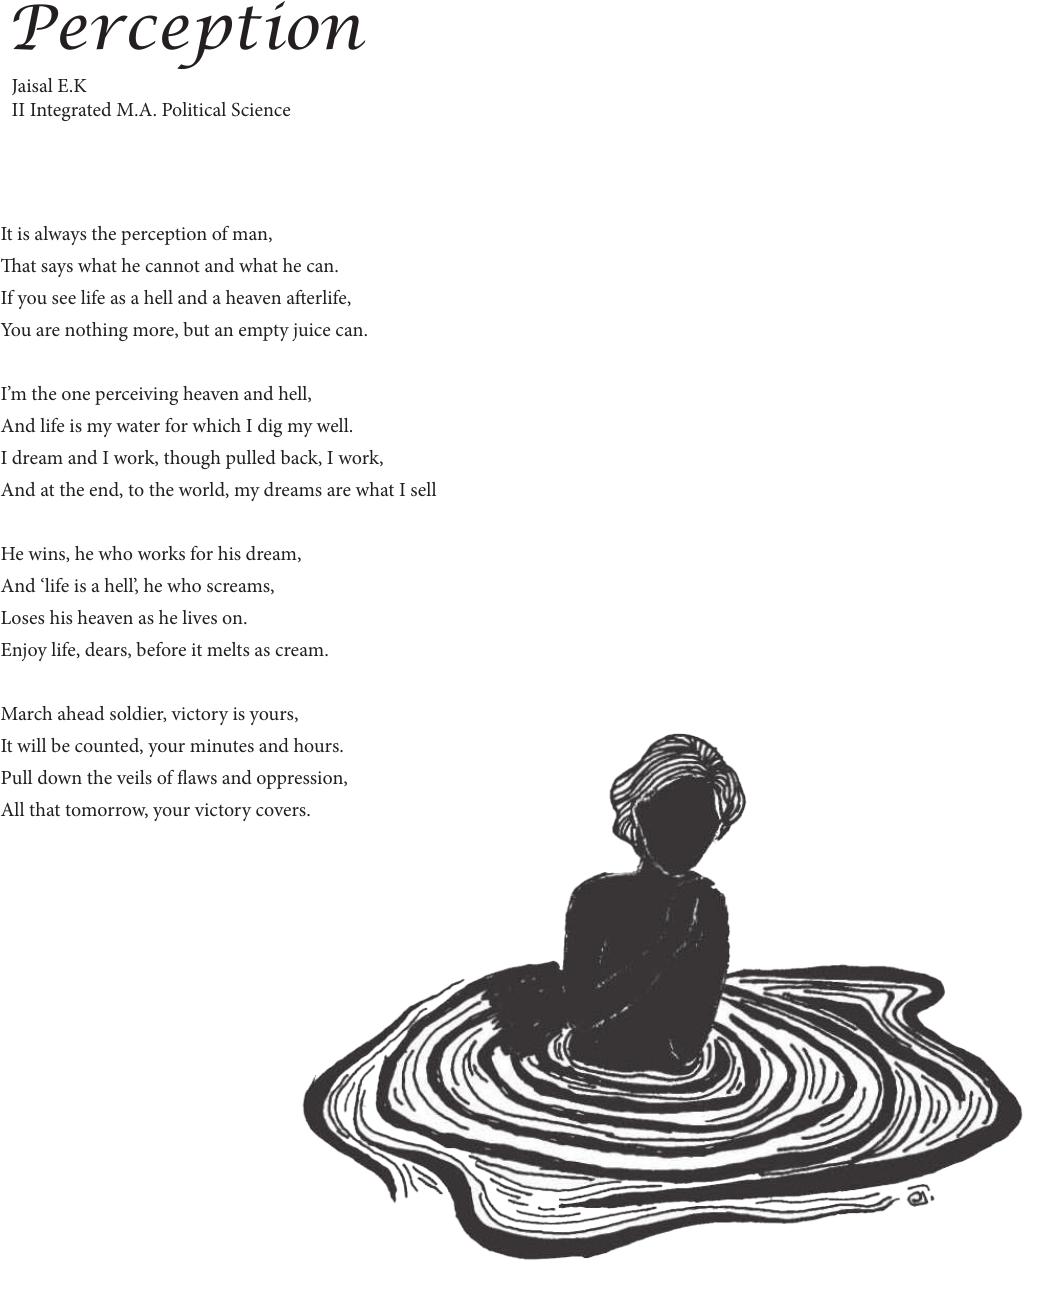 Perception
Jaisal E.K
II Integrated M.A. Political Science
It is always the perception of man,
That says what he cannot and what he can.
If you see life as a hell and a heaven afterlife,
You are nothing more, but an empty juice can.
I’m the one perceiving heaven and hell,
And life is my water for which I dig my well.
I dream and I work, though pulled back, I work,
And at the end, to the world, my dreams are what I sell
He wins, he who works for his dream,
And ‘life is a hell’, he who screams,
Loses his heaven as he lives on.
Enjoy life, dears, before it melts as cream.
March ahead soldier, victory is yours,
It will be counted, your minutes and hours.
Pull down the veils of flaws and oppression,
All that tomorrow, your victory covers.